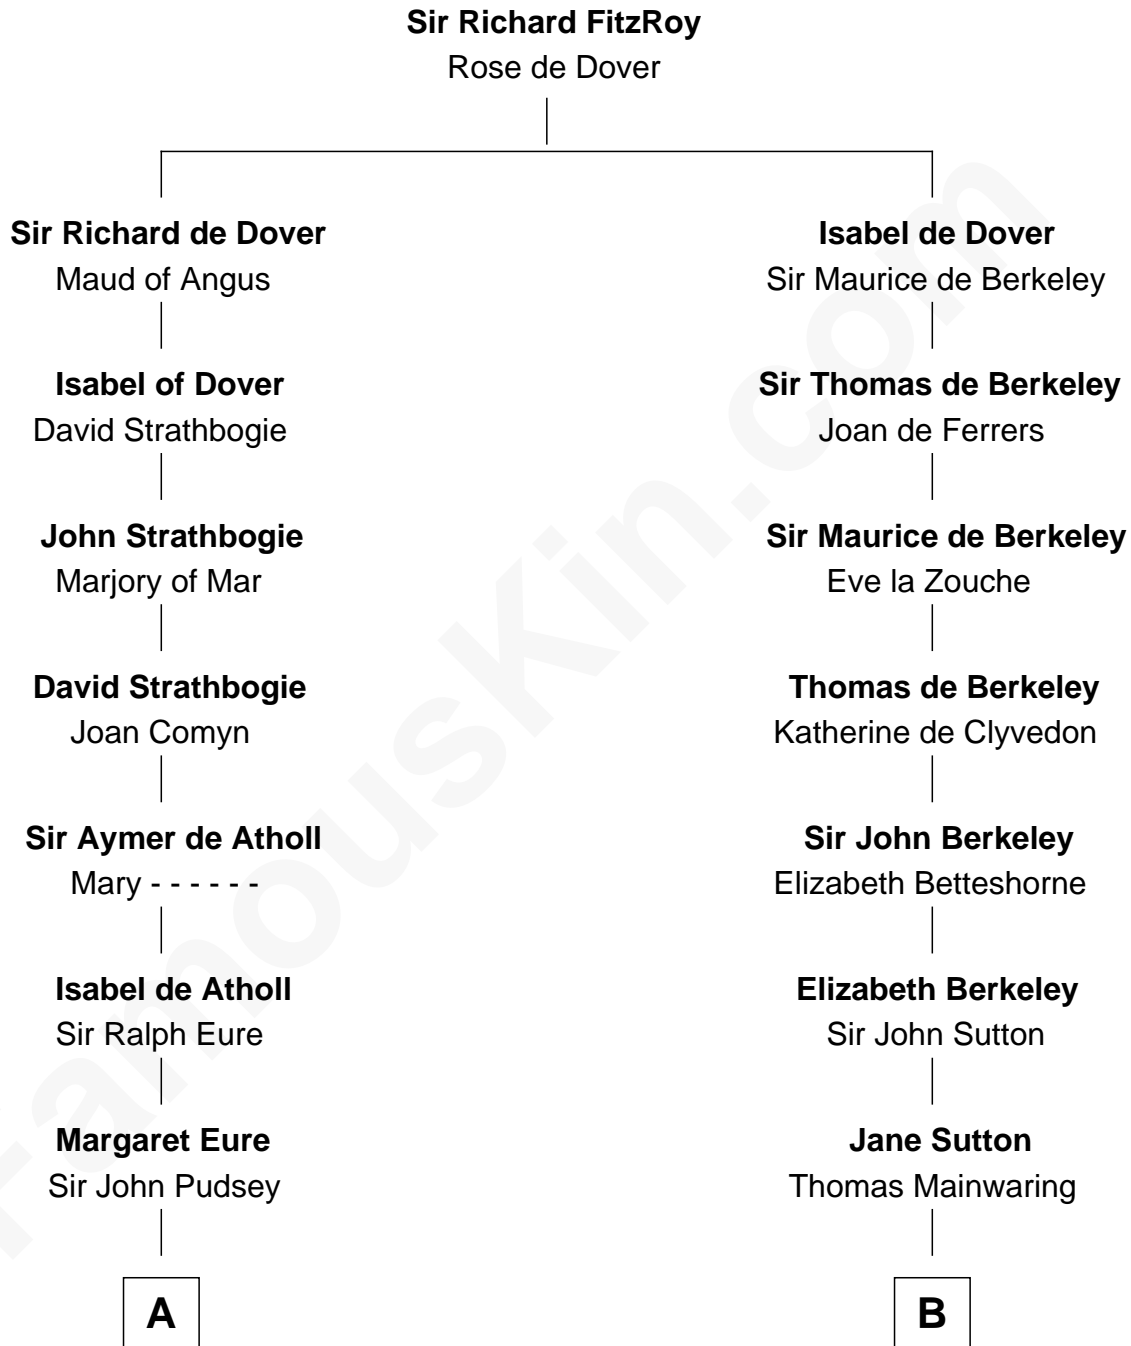 Sir Richard FitzRoy
Rose de Dover
Sir Richard de Dover
Maud of Angus
Isabel of Dover
David Strathbogie
John Strathbogie
Marjory of Mar
David Strathbogie
Joan Comyn
Sir Aymer de Atholl
Mary - - - - - -
Isabel de Atholl
Sir Ralph Eure
Margaret Eure
Sir John Pudsey
A
Isabel de Dover
Sir Maurice de Berkeley
Sir Thomas de Berkeley
Joan de Ferrers
Sir Maurice de Berkeley
Eve la Zouche
Thomas de Berkeley
Katherine de Clyvedon
Sir John Berkeley
Elizabeth Betteshorne
Elizabeth Berkeley
Sir John Sutton
Jane Sutton
Thomas Mainwaring
B
FamousKin.com